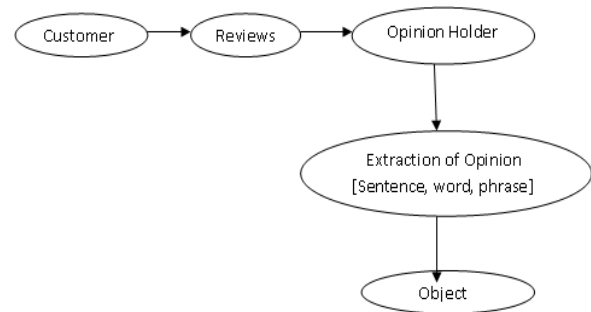 Customer
Reviews
Opinion Holder
Extraction of Opinion
[Sentence, word, phrase]
Object